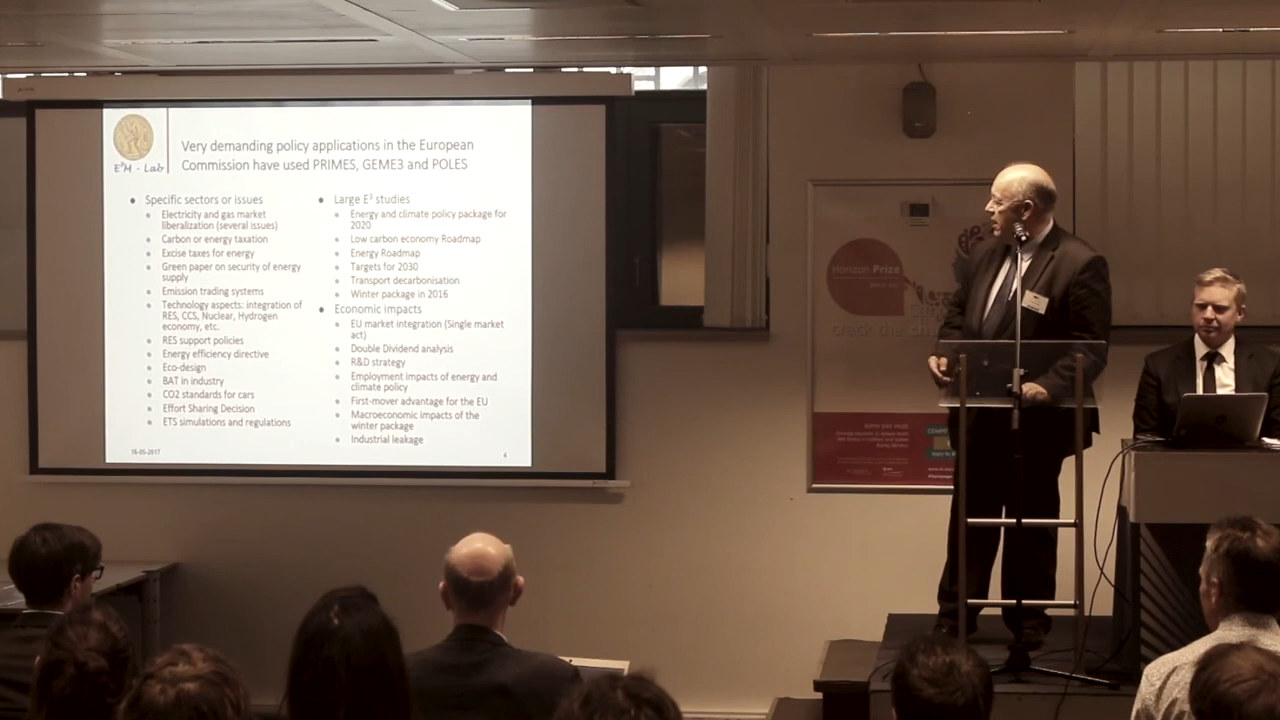 E³M - Lab
Very demanding policy applications in the European
Commission have used PRIMES, GEME3 and POLES
Specific sectors or issues
Electricity and gas market
liberalization (several issues)
Carbon or energy taxation
Excise taxes for energy
Green paper on security of energy
supply
Emission trading systems
Technology aspects: integration of
RES, CCS, Nuclear, Hydrogen
economy, etc.
RES support policies
Energy efficiency directive
Eco-design
BAT in industry
CO2 standards for cars
Effort Sharing Decision
ETS simulations and regulations
Large E³ studies
Energy and climate policy package for
2020
Low carbon economy Roadmap
Energy Roadmap
Targets for 2030
Transport decarbonisation
Winter package in 2016
Economic impacts
EU market integration (Single market
act)
Double Dividend analysis
R&D strategy
Employment impacts of energy and
climate policy
First-mover advantage for the EU
Macroeconomic impacts of the
winter package
Industrial leakage
16-05-2017
4
Horizon Prize
crack the